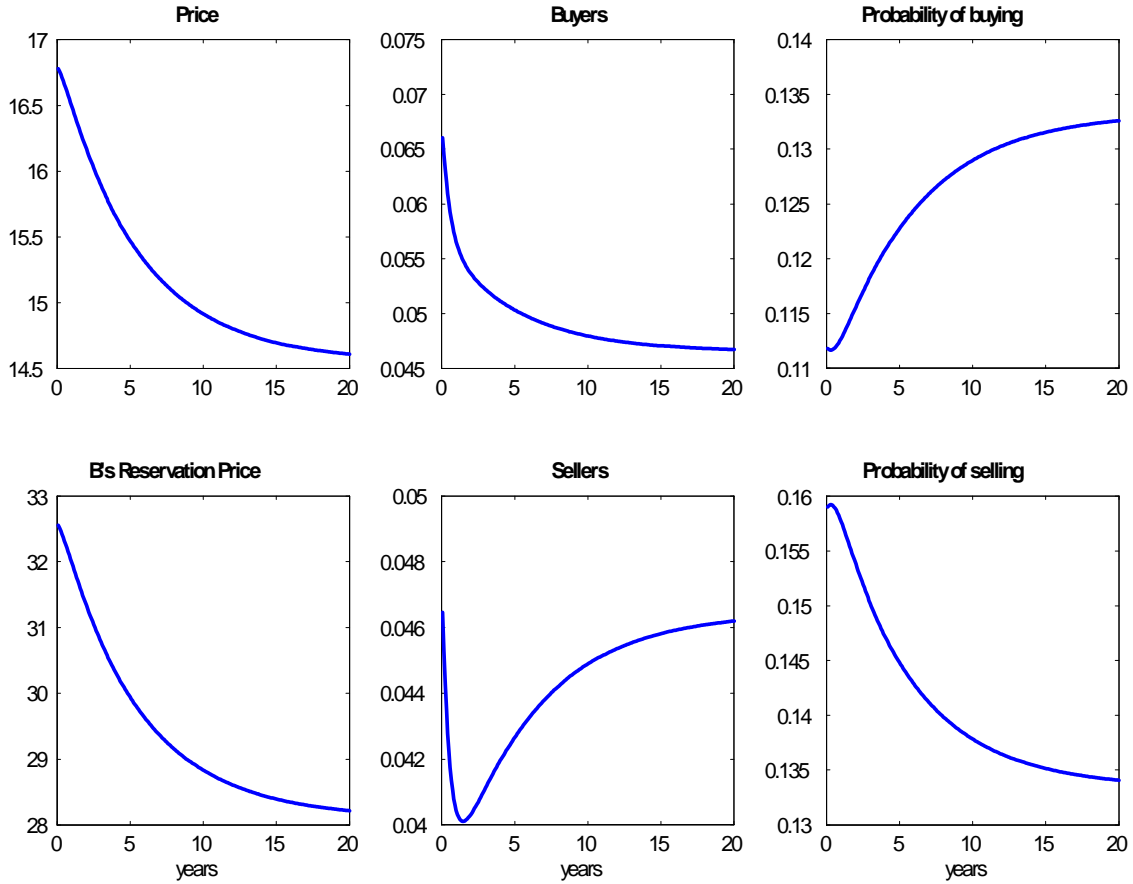 Price
17
16.5
16
15.5
15
14.5
0 5 10 15 20
Buyers
0.075
0.07
0.065
0.06
0.055
0.05
0.045
0 5 10 15 20
Probability of buying
0.14
0.135
0.13
0.125
0.12
0.115
0.11
0 5 10 15 20
B's Reservation Price
33
32
31
30
29
28
0 5 10 15 20
years
Sellers
0.05
0.048
0.046
0.044
0.042
0.04
0 5 10 15 20
years
Probability of selling
0.16
0.155
0.15
0.145
0.14
0.135
0.13
0 5 10 15 20
years